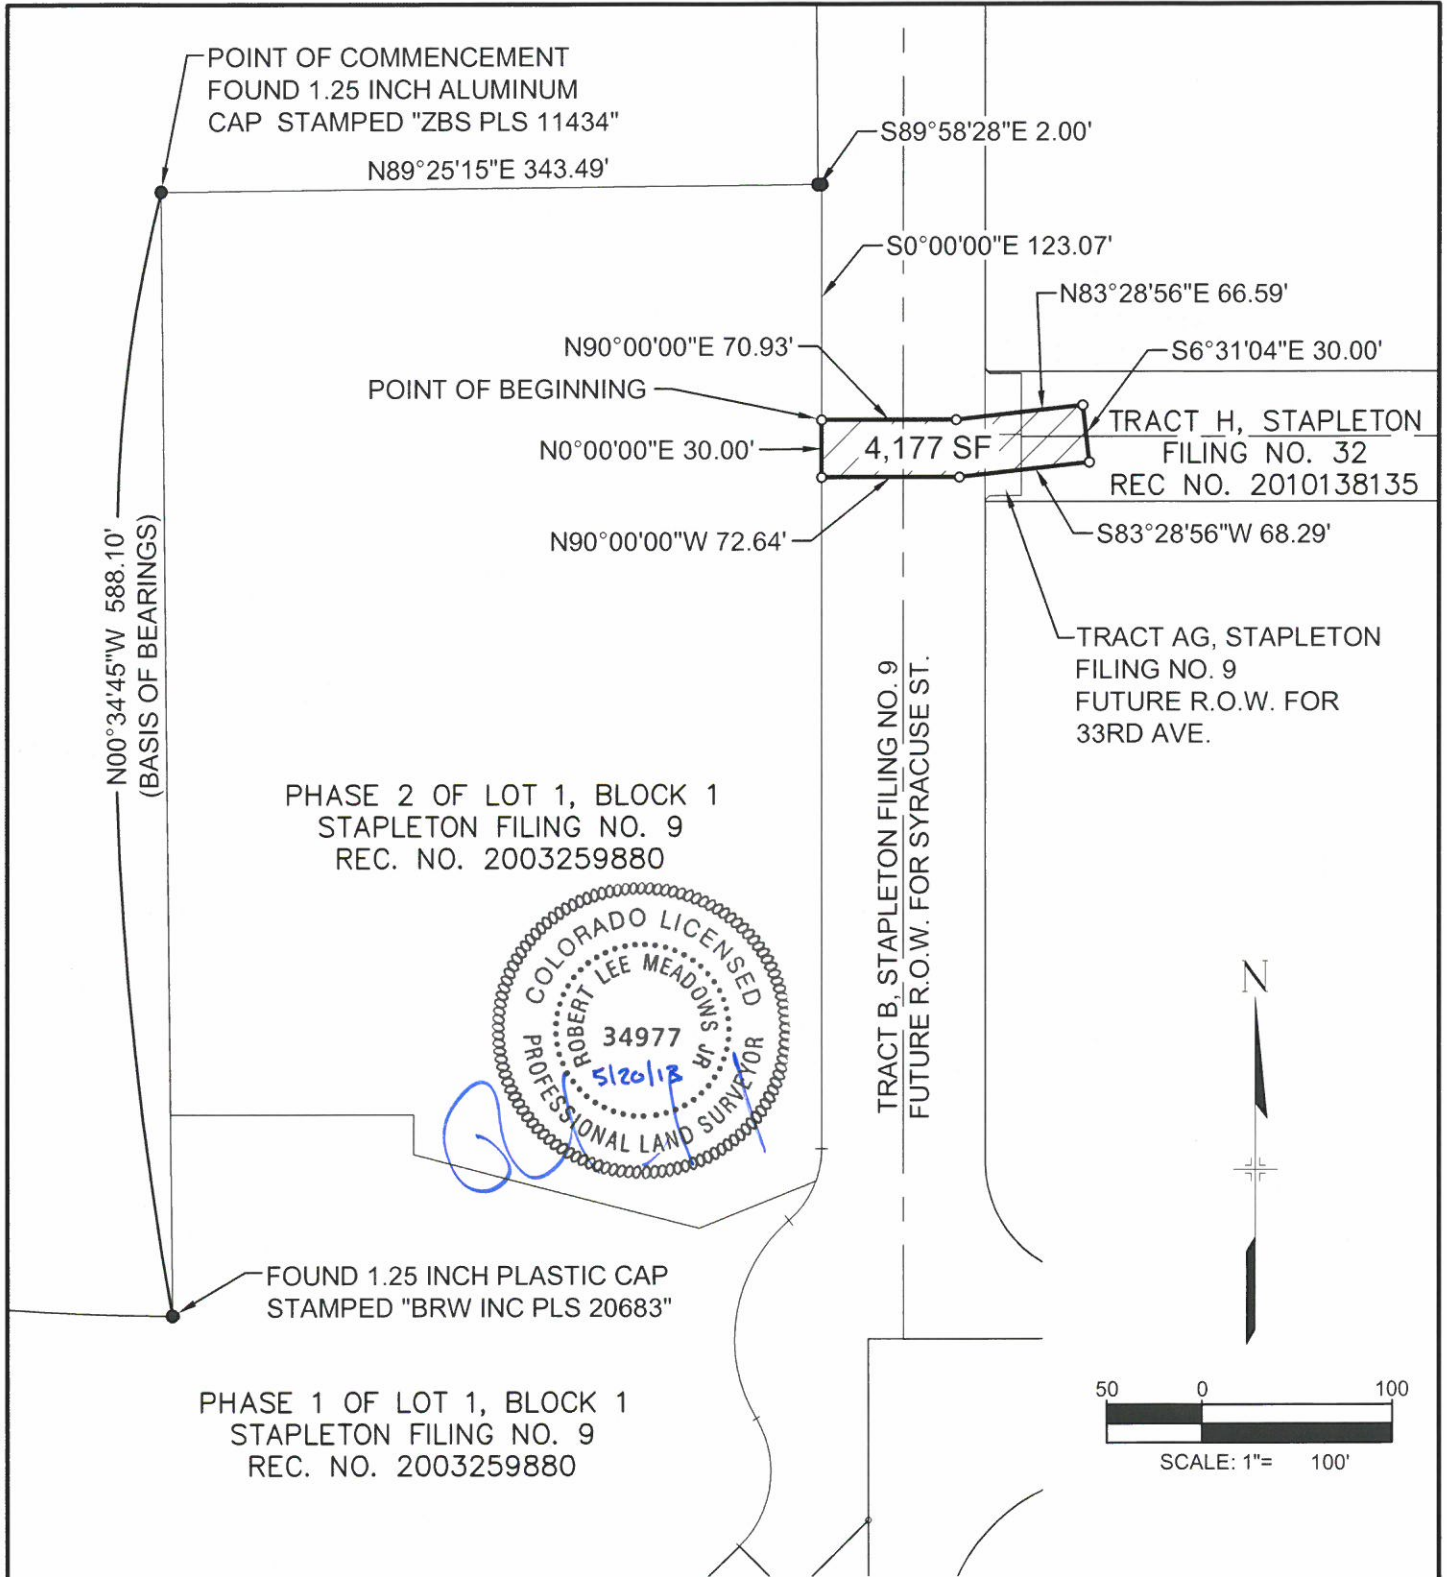 POINT OF COMMENCEMENT
FOUND 1.25 INCH ALUMINUM
CAP STAMPED "ZBS PLS 11434"
N89°25'15"E 343.49'
S89°58'28"E 2.00'
S0°00'00"E 123.07'
N83°28'56"E 66.59'
N90°00'00"E 70.93'
S6°31'04"E 30.00'
POINT OF BEGINNING
N0°00'00"E 30.00'
4,177 SF
TRACT H, STAPLETON
FILING NO. 32
REC NO. 2010138135
N90°00'00"W 72.64'
S83°28'56"W 68.29'
N00°34'45"W 588.10'
(BASIS OF BEARINGS)
TRACT AG, STAPLETON
FILING NO. 9
FUTURE R.O.W. FOR
33RD AVE.
TRACT B, STAPLETON FILING NO. 9
FUTURE R.O.W. FOR SYRACUSE ST.
PHASE 2 OF LOT 1, BLOCK 1
STAPLETON FILING NO. 9
REC. NO. 2003259880
COLORADO LICENSED
ROBERT LEE MEADOWS JR
34977
5/20/13
PROFESSIONAL LAND SURVEYOR
N
FOUND 1.25 INCH PLASTIC CAP
STAMPED "BRW INC PLS 20683"
PHASE 1 OF LOT 1, BLOCK 1
STAPLETON FILING NO. 9
REC. NO. 2003259880
50 0 100
SCALE: 1"= 100'